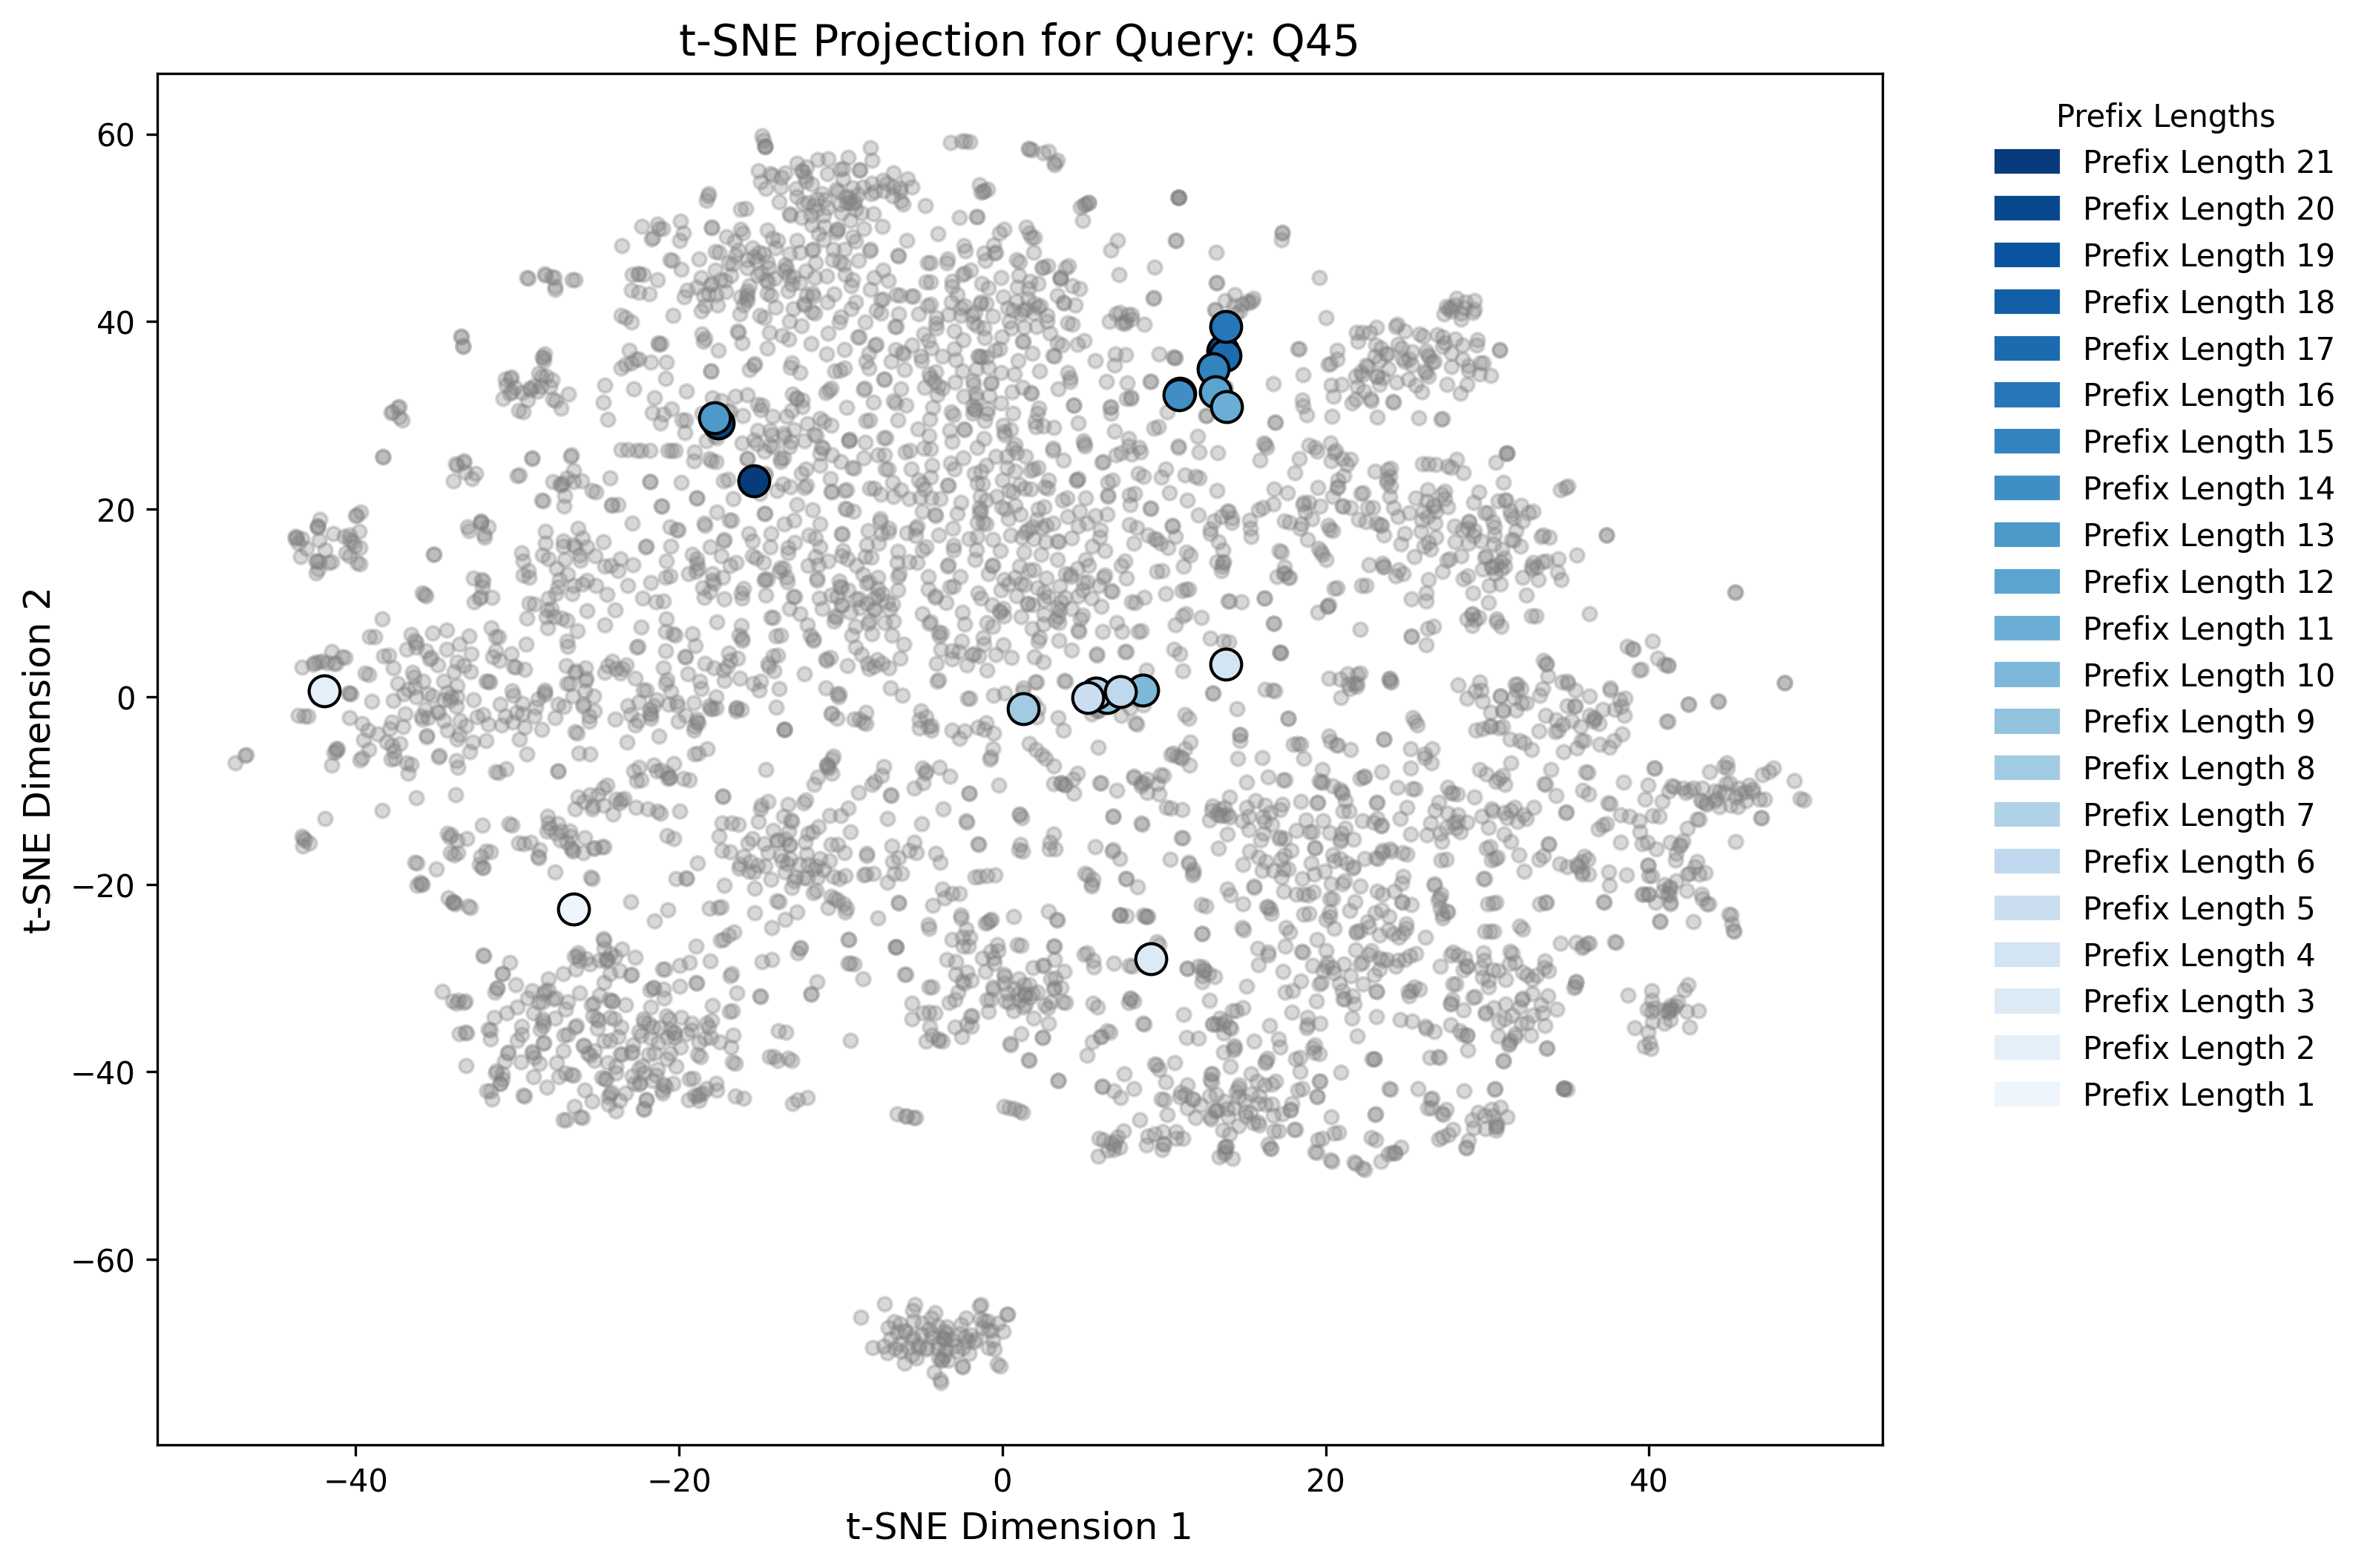 t-SNE Projection for Query: Q45
60
40
20
0
−20
−40
−60
t-SNE Dimension 2
−40
−20
0
20
40
t-SNE Dimension 1
Prefix Lengths
Prefix Length 21
Prefix Length 20
Prefix Length 19
Prefix Length 18
Prefix Length 17
Prefix Length 16
Prefix Length 15
Prefix Length 14
Prefix Length 13
Prefix Length 12
Prefix Length 11
Prefix Length 10
Prefix Length 9
Prefix Length 8
Prefix Length 7
Prefix Length 6
Prefix Length 5
Prefix Length 4
Prefix Length 3
Prefix Length 2
Prefix Length 1